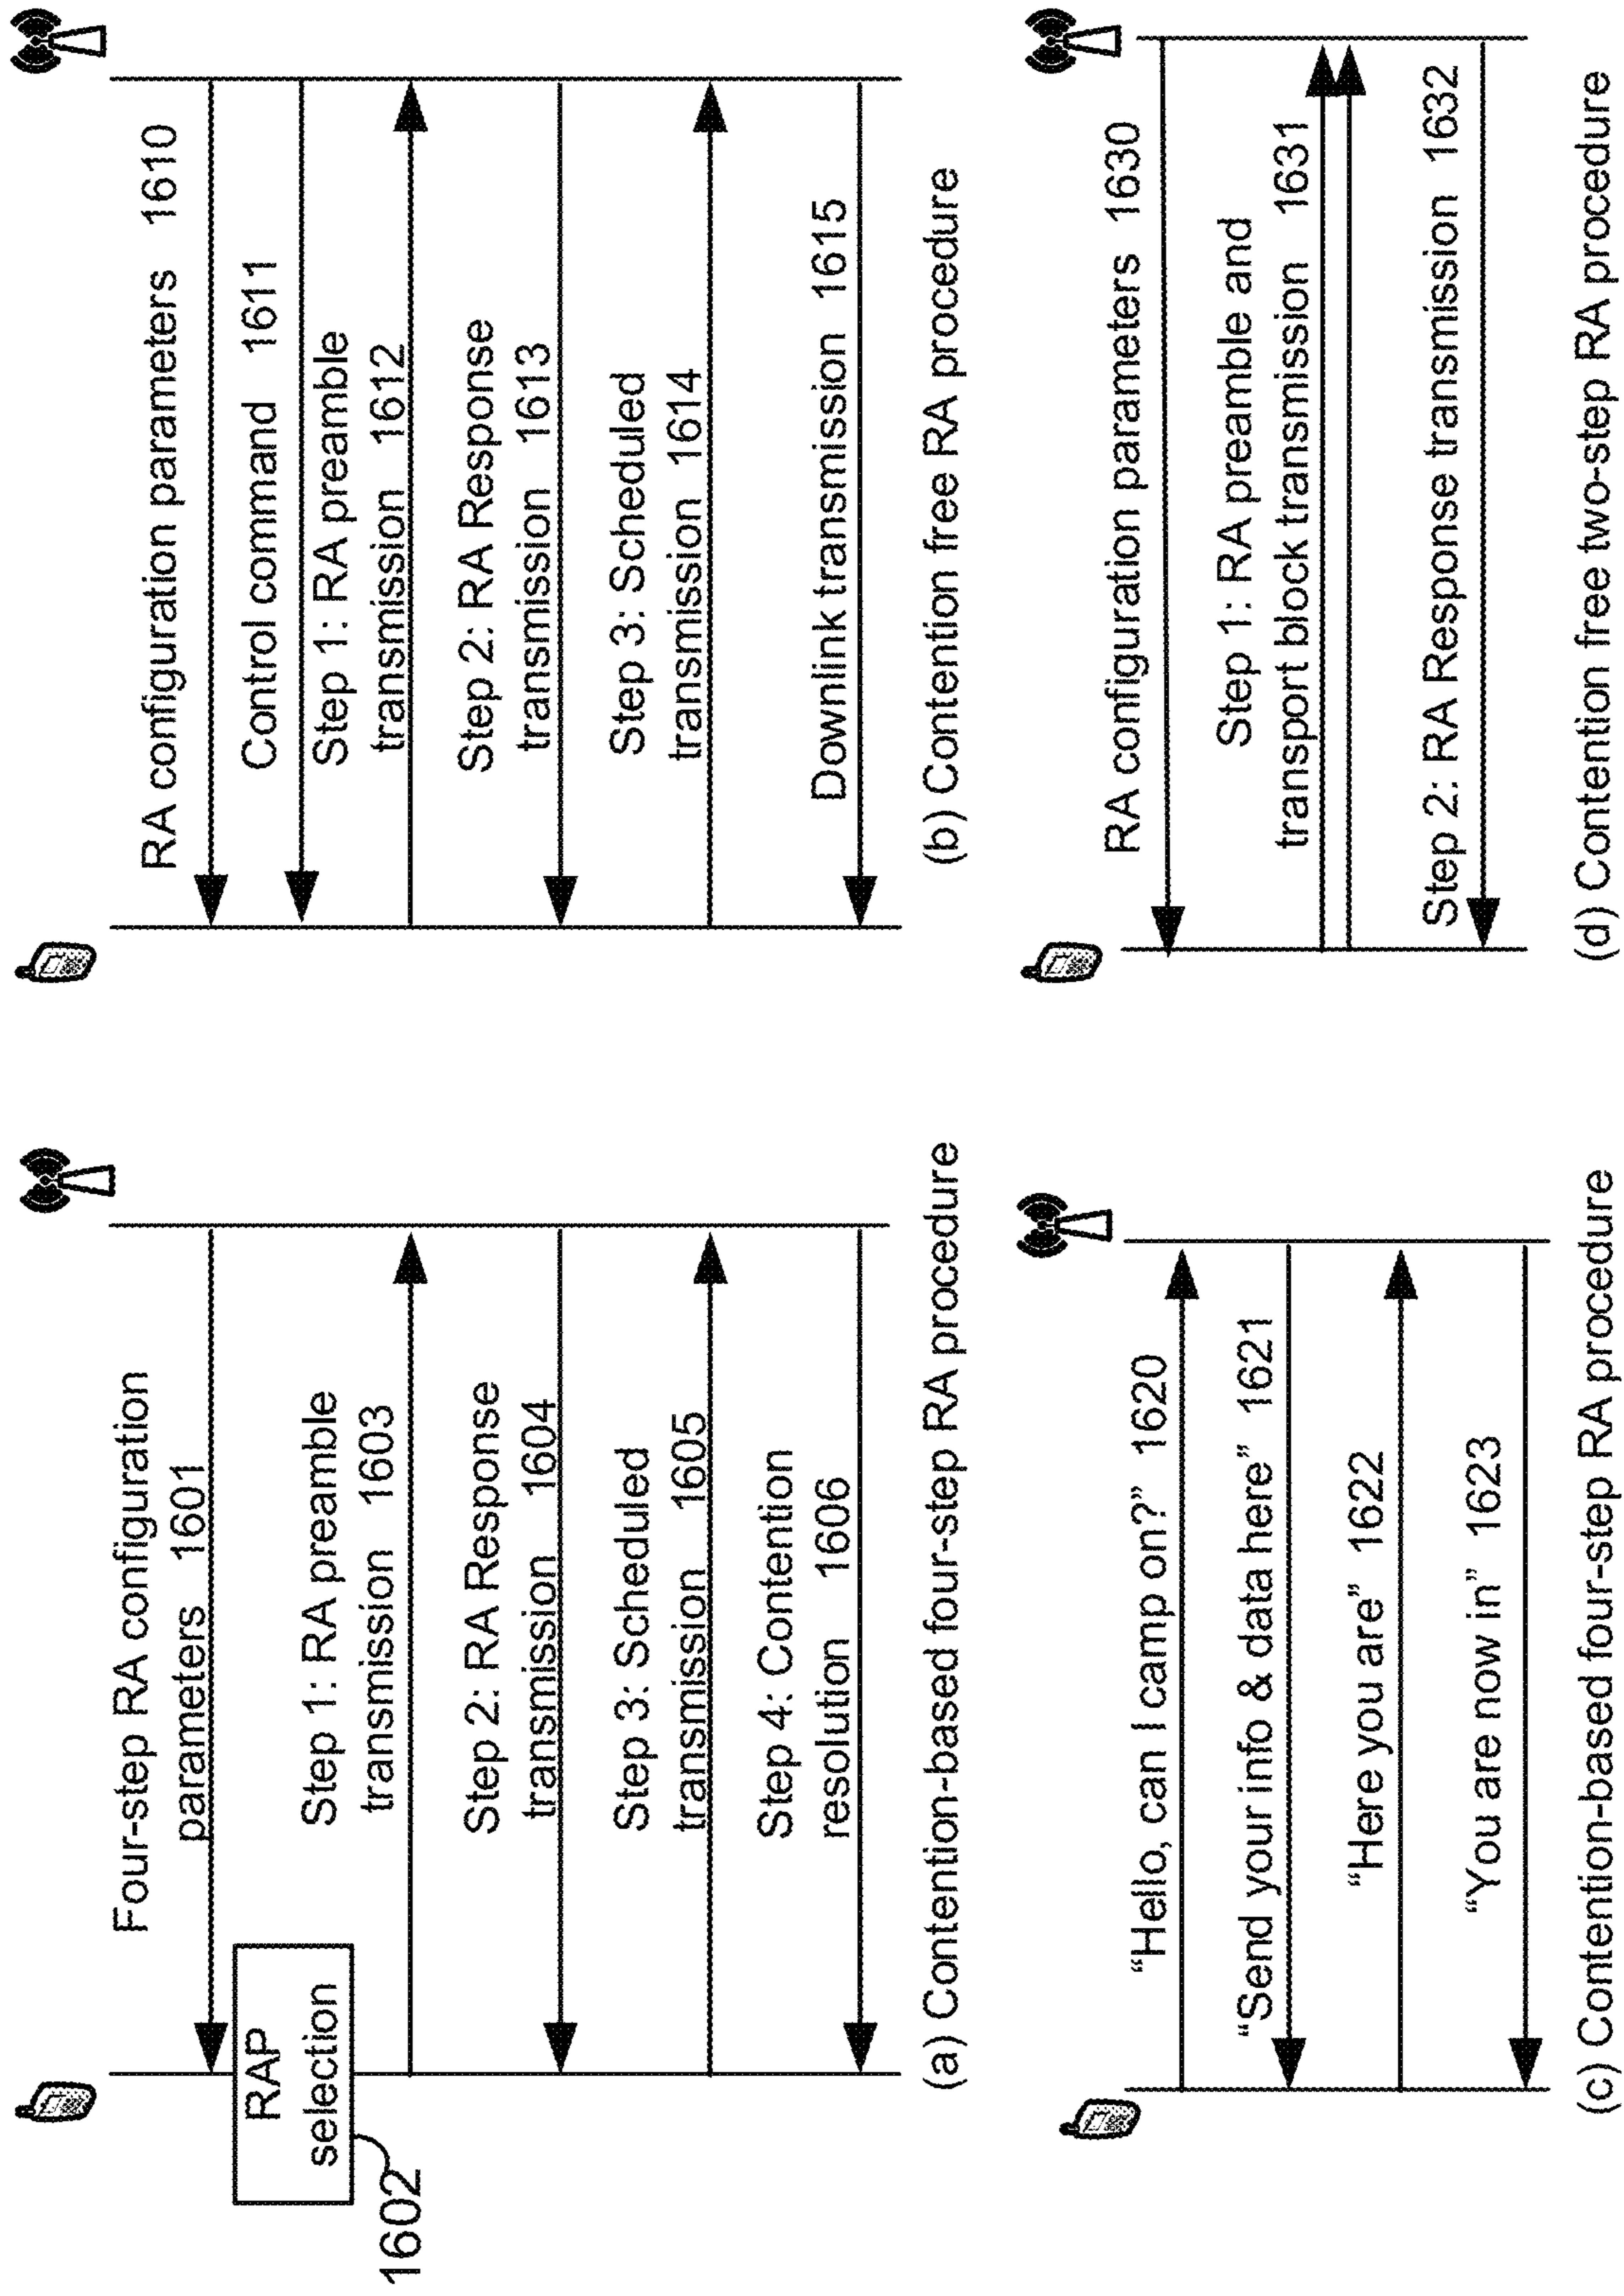 Four-step RA configuration
parameters 1601
RAP
selection
1602
Step 1: RA preamble
transmission 1603
Step 2: RA Response
transmission 1604
Step 3: Scheduled
transmission 1605
Step 4: Contention
resolution 1606
(a) Contention-based four-step RA procedure
RA configuration parameters 1610
Control command 1611
Step 1: RA preamble
transmission 1612
Step 2: RA Response
transmission 1613
Step 3: Scheduled
transmission 1614
Downlink transmission 1615
(b) Contention free RA procedure
“Hello, can I camp on?” 1620
“Send your info & data here” 1621
“Here you are” 1622
“You are now in” 1623
(c) Contention-based four-step RA procedure
RA configuration parameters 1630
Step 1: RA preamble and
transport block transmission 1631
Step 2: RA Response transmission 1632
(d) Contention free two-step RA procedure